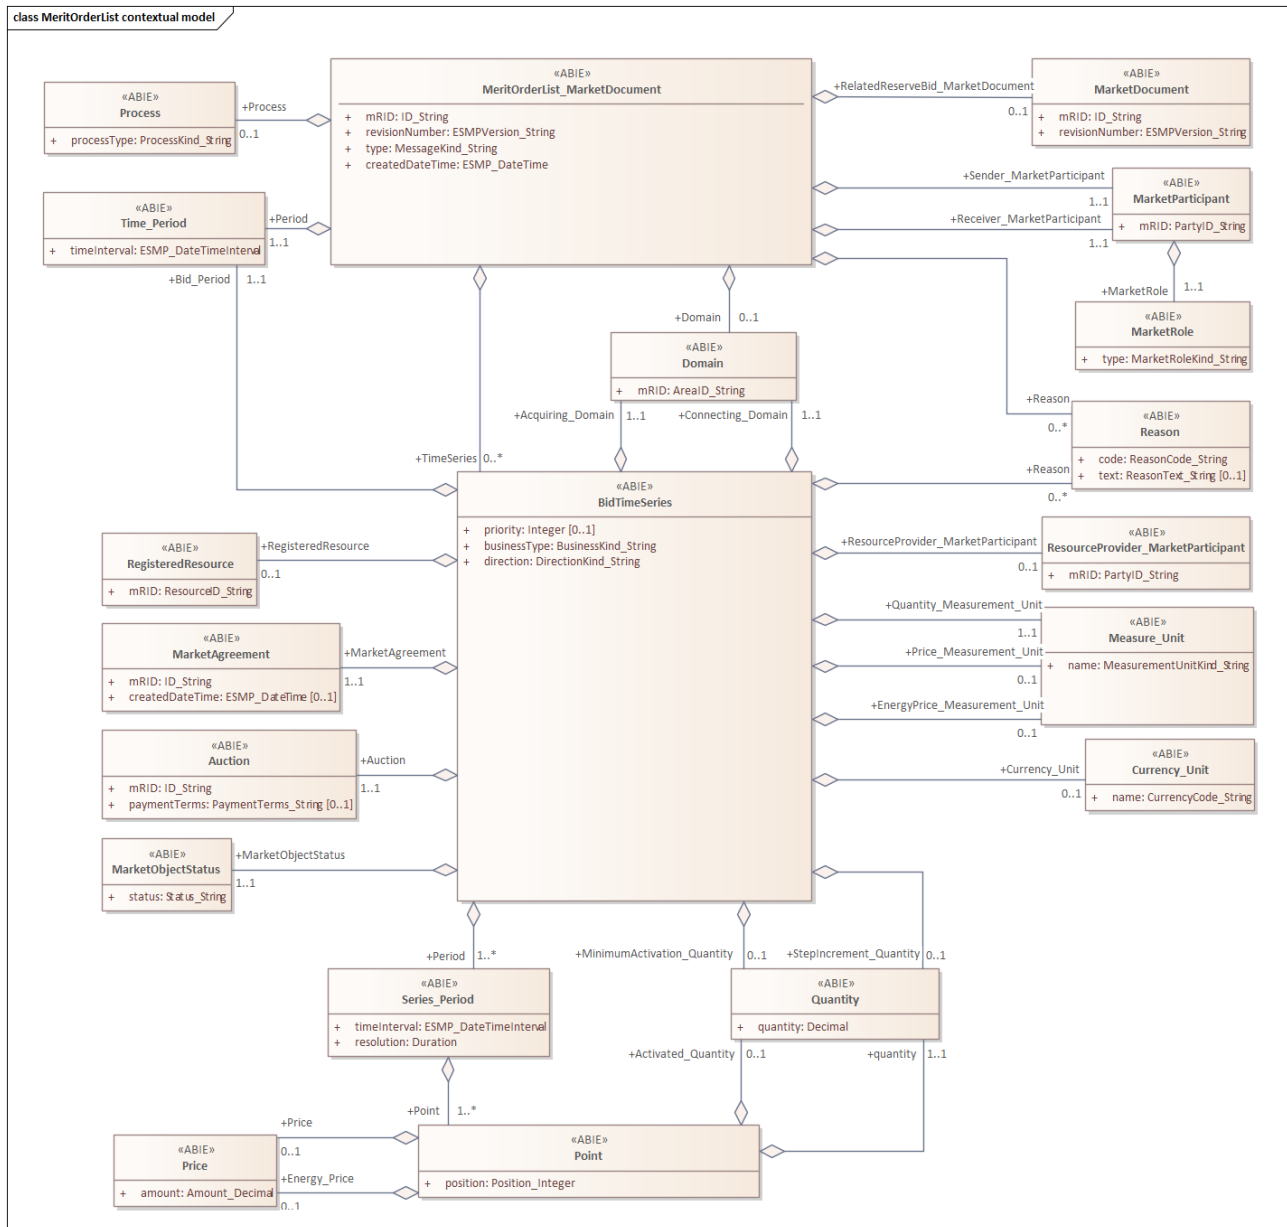 class MeritOrderList contextual model
«ABIE»
MeritOrderList_MarketDocument
+ mRID: ID_String
+ revisionNumber: ESMPVersion_String
+ type: MessageKind_String
+ createdDateTime: ESMP_DateTime
«ABIE»
Process
+ processType: ProcessKind_String
+Process
0..1
+RelatedReserveBid_MarketDocument
0..1
«ABIE»
MarketDocument
+ mRID: ID_String
+ revisionNumber: ESMPVersion_String
«ABIE»
Time_Period
+ timeInterval: ESMP_DateTimeInterval
+Period
1..1
+Sender_MarketParticipant
1..1
+Receiver_MarketParticipant
1..1
«ABIE»
MarketParticipant
+ mRID: PartyID_String
+Bid_Period
1..1
+MarketRole
1..1
«ABIE»
MarketRole
+ type: MarketRoleKind_String
+Domain
0..1
«ABIE»
Domain
+ mRID: AreaID_String
+Acquiring_Domain
1..1
+Connecting_Domain
1..1
+Reason
0..*
«ABIE»
Reason
+ code: ReasonCode_String
+ text: ReasonText_String [0..1]
+Reason
0..*
+TimeSeries
0..*
«ABIE»
BidTimeSeries
+ priority: Integer [0..1]
+ businessType: BusinessKind_String
+ direction: DirectionKind_String
«ABIE»
RegisteredResource
+ mRID: ResourceID_String
+RegisteredResource
0..1
+ResourceProvider_MarketParticipant
0..1
«ABIE»
ResourceProvider_MarketParticipant
+ mRID: PartyID_String
«ABIE»
MarketAgreement
+ mRID: ID_String
+ createdDateTime: ESMP_DateTime [0..1]
+MarketAgreement
1..1
+Quantity_Measurement_Unit
1..1
+Price_Measurement_Unit
0..1
+EnergyPrice_Measurement_Unit
0..1
«ABIE»
Measure_Unit
+ name: MeasurementUnitKind_String
«ABIE»
Auction
+ mRID: ID_String
+ paymentTerms: PaymentTerms_String [0..1]
+Auction
1..1
+Currency_Unit
0..1
«ABIE»
Currency_Unit
+ name: CurrencyCode_String
«ABIE»
MarketObjectStatus
+ status: Status_String
+MarketObjectStatus
1..1
+Period
1..*
+MinimumActivation_Quantity
0..1
+StepIncrement_Quantity
0..1
«ABIE»
Series_Period
+ timeInterval: ESMP_DateTimeInterval
+ resolution: Duration
«ABIE»
Quantity
+ quantity: Decimal
+Activated_Quantity
0..1
+quantity
1..1
+Point
1..*
«ABIE»
Point
+ position: Position_Integer
+Price
0..1
+Energy_Price
0..1
«ABIE»
Price
+ amount: Amount_Decimal